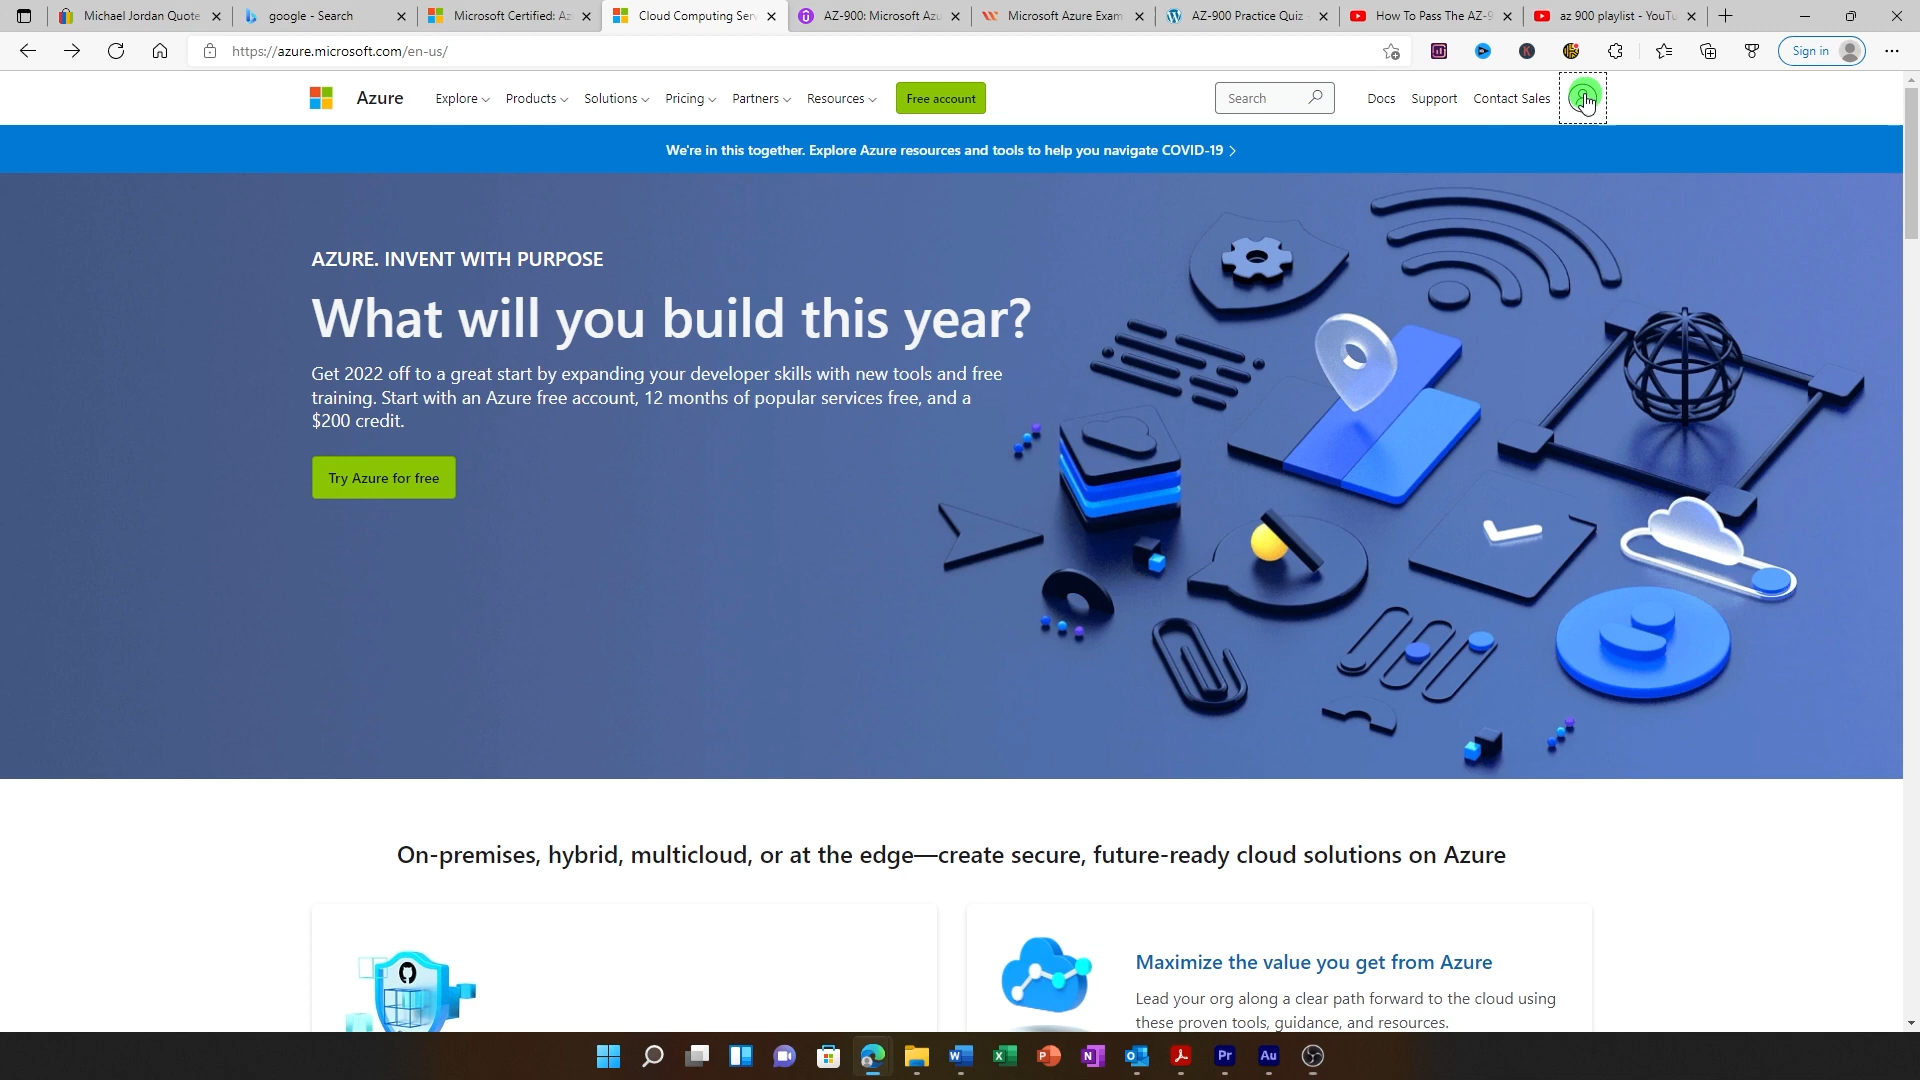 Michael Jordan Quote
google - Search
Microsoft Certified: Az
Cloud Computing Serv
AZ-900: Microsoft Azu
Microsoft Azure Exam
AZ-900 Practice Quiz -
How To Pass The AZ-9
az 900 playlist - YouTu
https://azure.microsoft.com/en-us/
Sign in
Azure
Explore
Products
Solutions
Pricing
Partners
Resources
Free account
Search
Docs
Support
Contact Sales
We're in this together. Explore Azure resources and tools to help you navigate COVID-19
AZURE. INVENT WITH PURPOSE
What will you build this year?
Get 2022 off to a great start by expanding your developer skills with new tools and free
training. Start with an Azure free account, 12 months of popular services free, and a
$200 credit.
Try Azure for free
On-premises, hybrid, multicloud, or at the edge—create secure, future-ready cloud solutions on Azure
Maximize the value you get from Azure
Lead your org along a clear path forward to the cloud using
these proven tools, guidance, and resources.